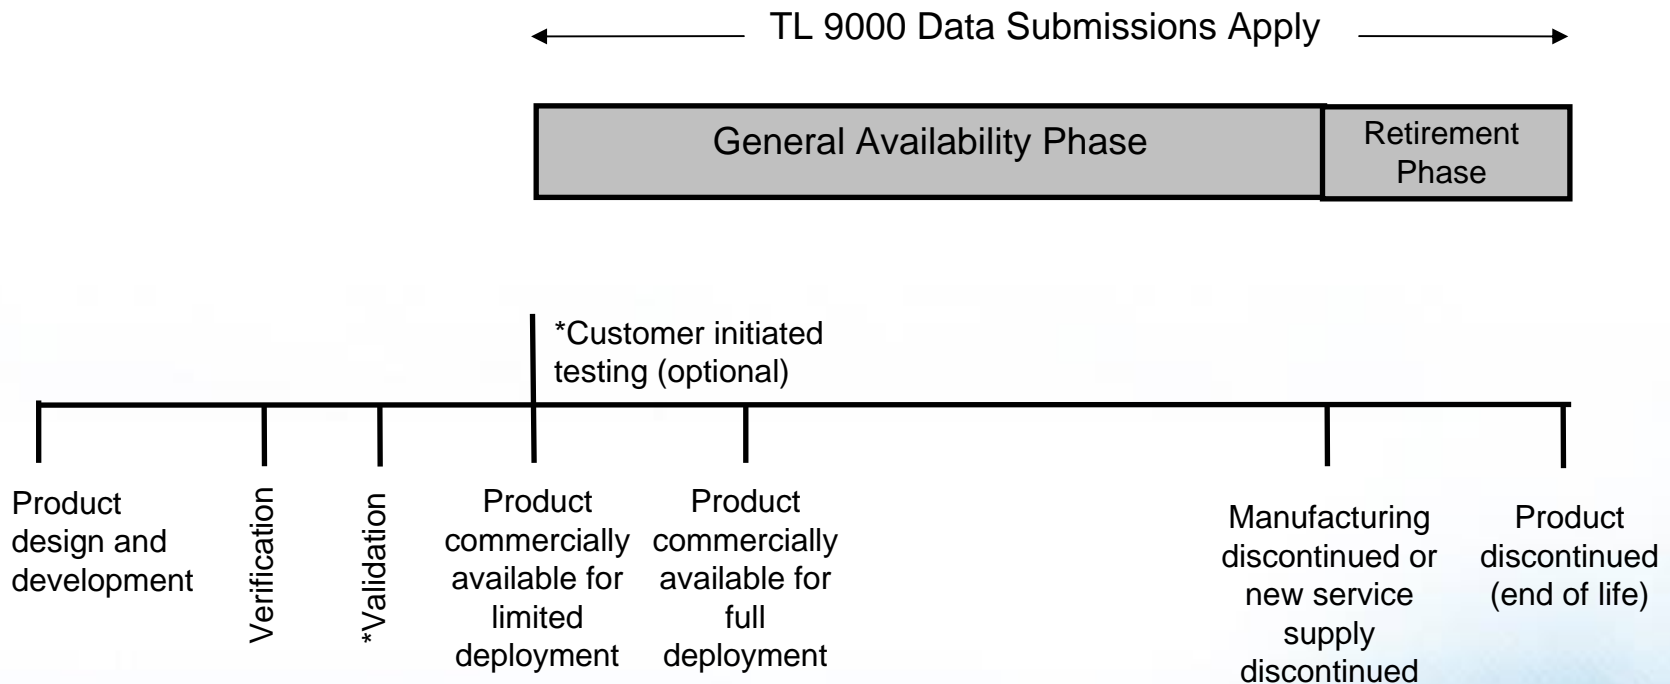 TL 9000 Data Submissions Apply
General Availability Phase
Retirement
Phase
*Customer initiated
testing (optional)
Product
design and
development
Verification
*Validation
Product
commercially
available for
limited
deployment
Product
commercially
available for
full
deployment
Manufacturing
discontinued or
new service
supply
discontinued
Product
discontinued
(end of life)